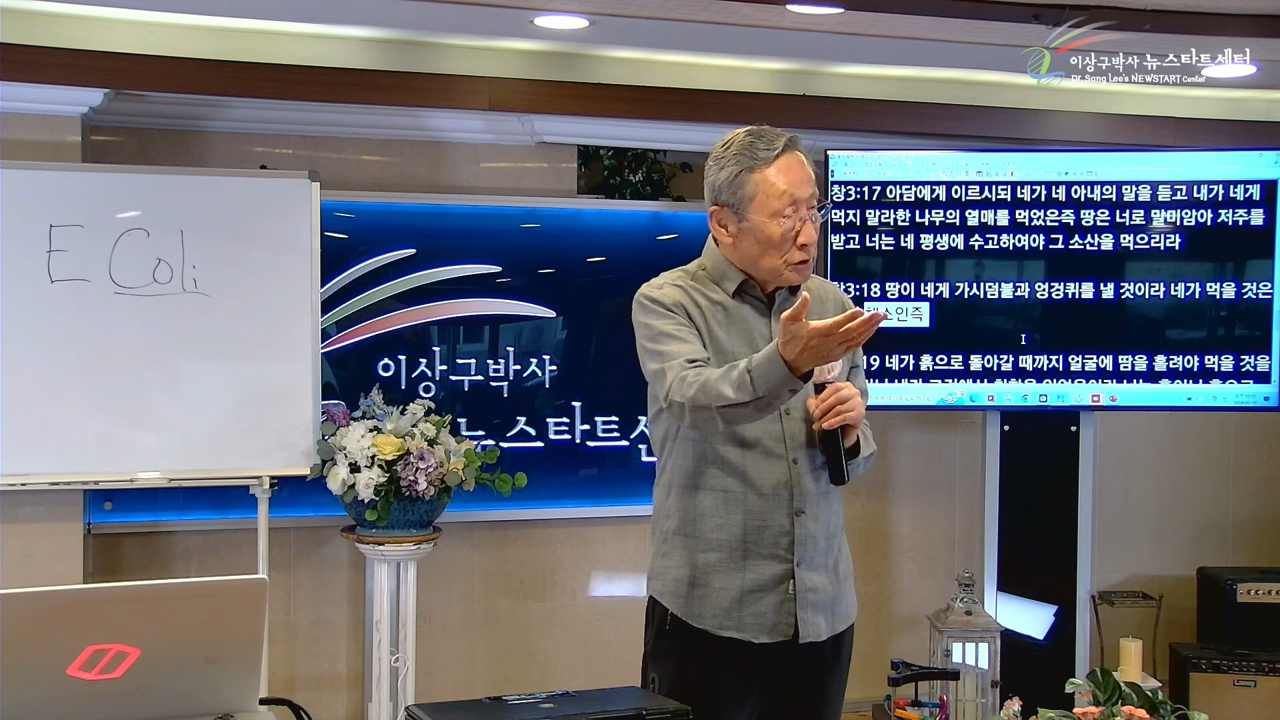 이상구박사 뉴스타트센터
Dr. Sang Lee's NEWSTART Center
E Coli
이상구박사
뉴스타트센
창3:17 아담에게 이르시되 네가 네 아내의 말을 듣고 내가 네게
먹지 말라한 나무의 열매를 먹었은즉 땅은 너로 말미암아 저주를
받고 너는 네 평생에 수고하여야 그 소산을 먹으리라
창3:18 땅이 네게 가시덤불과 엉겅퀴를 낼 것이라 네가 먹을 것은
채소인즉
19 네가 흙으로 돌아갈 때까지 얼굴에 땀을 흘려야 먹을 것을